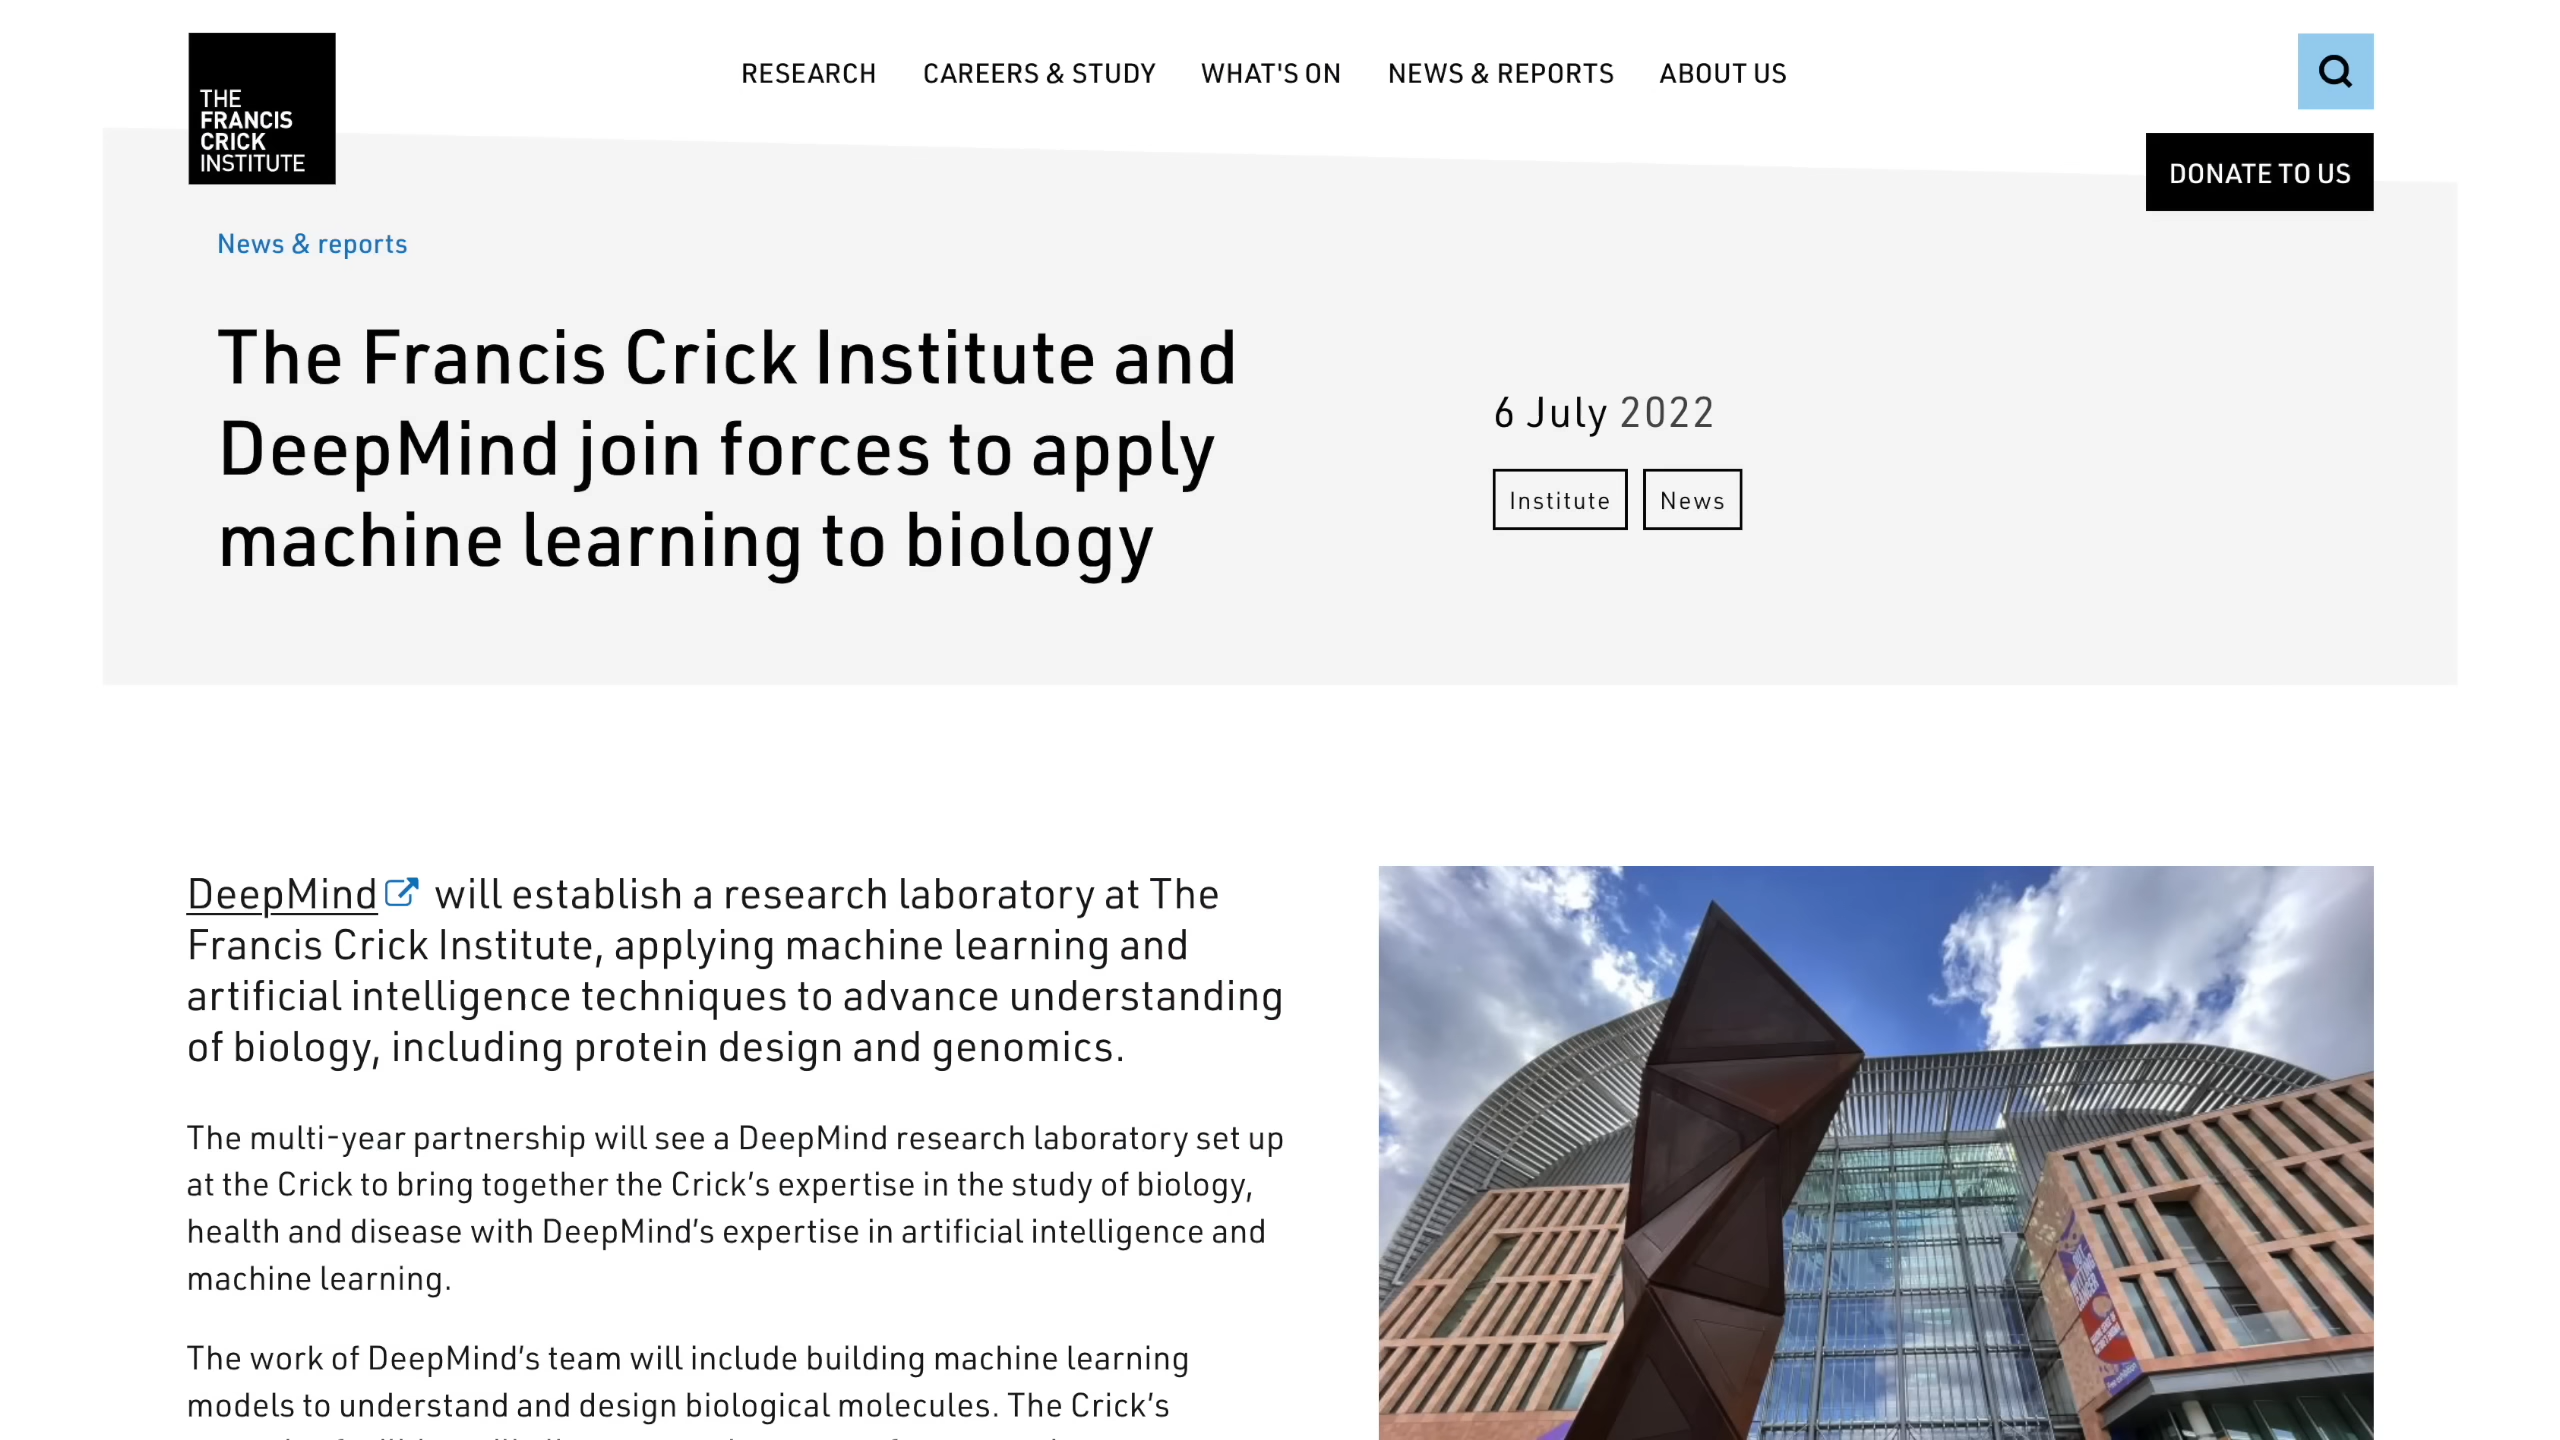 THE
FRANCIS
CRICK
INSTITUTE
RESEARCH
CAREERS & STUDY
WHAT'S ON
NEWS & REPORTS
ABOUT US
DONATE TO US
News & reports
The Francis Crick Institute and
DeepMind join forces to apply
machine learning to biology
6 July 2022
Institute
News
DeepMind will establish a research laboratory at The
Francis Crick Institute, applying machine learning and
artificial intelligence techniques to advance understanding
of biology, including protein design and genomics.
The multi-year partnership will see a DeepMind research laboratory set up
at the Crick to bring together the Crick’s expertise in the study of biology,
health and disease with DeepMind’s expertise in artificial intelligence and
machine learning.
The work of DeepMind’s team will include building machine learning
models to understand and design biological molecules. The Crick’s